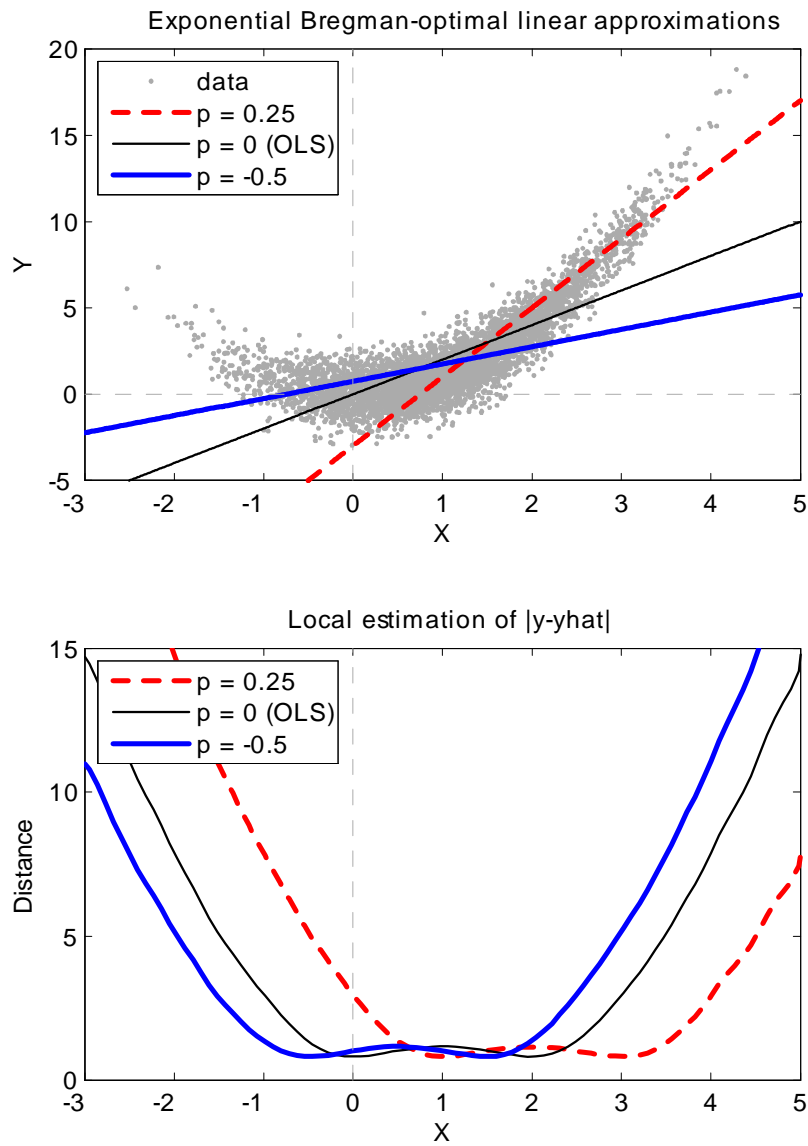 Exponential Bregman-optimal linear approximations
20
15
10
5
0
-5
Y
data
p = 0.25
p = 0 (OLS)
p = -0.5
-3 -2 -1 0 1 2 3 4 5
X
Local estimation of |y-yhat|
15
10
5
0
Distance
p = 0.25
p = 0 (OLS)
p = -0.5
-3 -2 -1 0 1 2 3 4 5
X